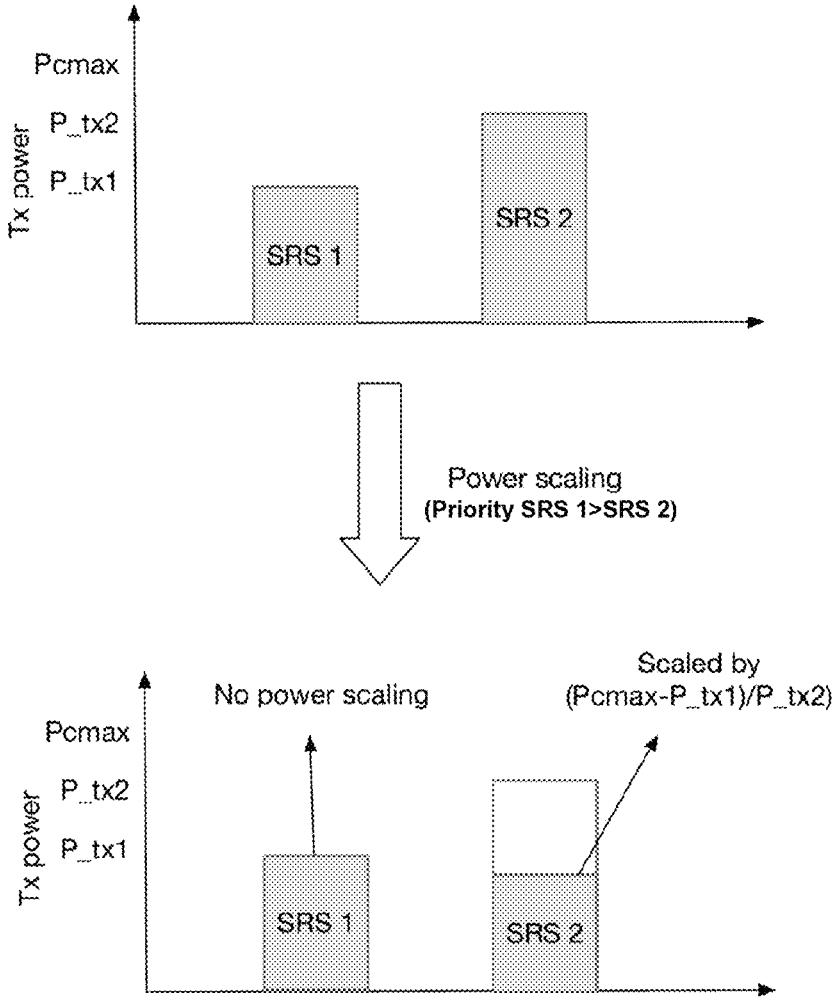 Pcmax
P_tx2
P_tx1
Tx power
SRS 1
SRS 2
Power scaling
(Priority SRS 1>SRS 2)
Scaled by
(Pcmax-P_tx1)/P_tx2)
No power scaling
Pcmax
P_tx2
P_tx1
Tx power
SRS 1
SRS 2